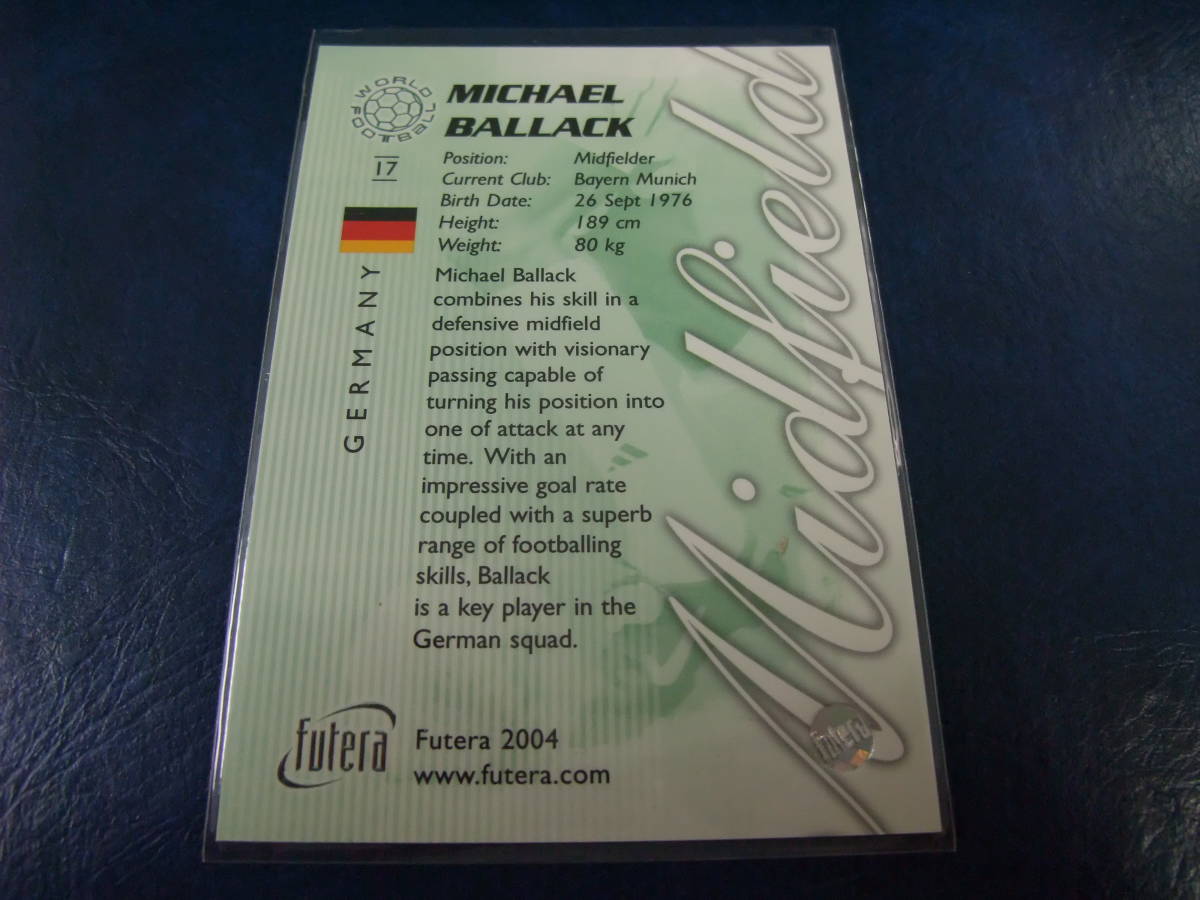 WORLD FOOTBALL
MICHAEL
BALLACK
17
Position: Midfielder
Current Club: Bayern Munich
Birth Date: 26 Sept 1976
Height: 189 cm
Weight: 80 kg
GERMANY
Michael Ballack
combines his skill in a
defensive midfield
position with visionary
passing capable of
turning his position into
one of attack at any
time. With an
impressive goal rate
coupled with a superb
range of footballing
skills, Ballack
is a key player in the
German squad.
Midfield
futera
Futera 2004
www.futera.com
futera